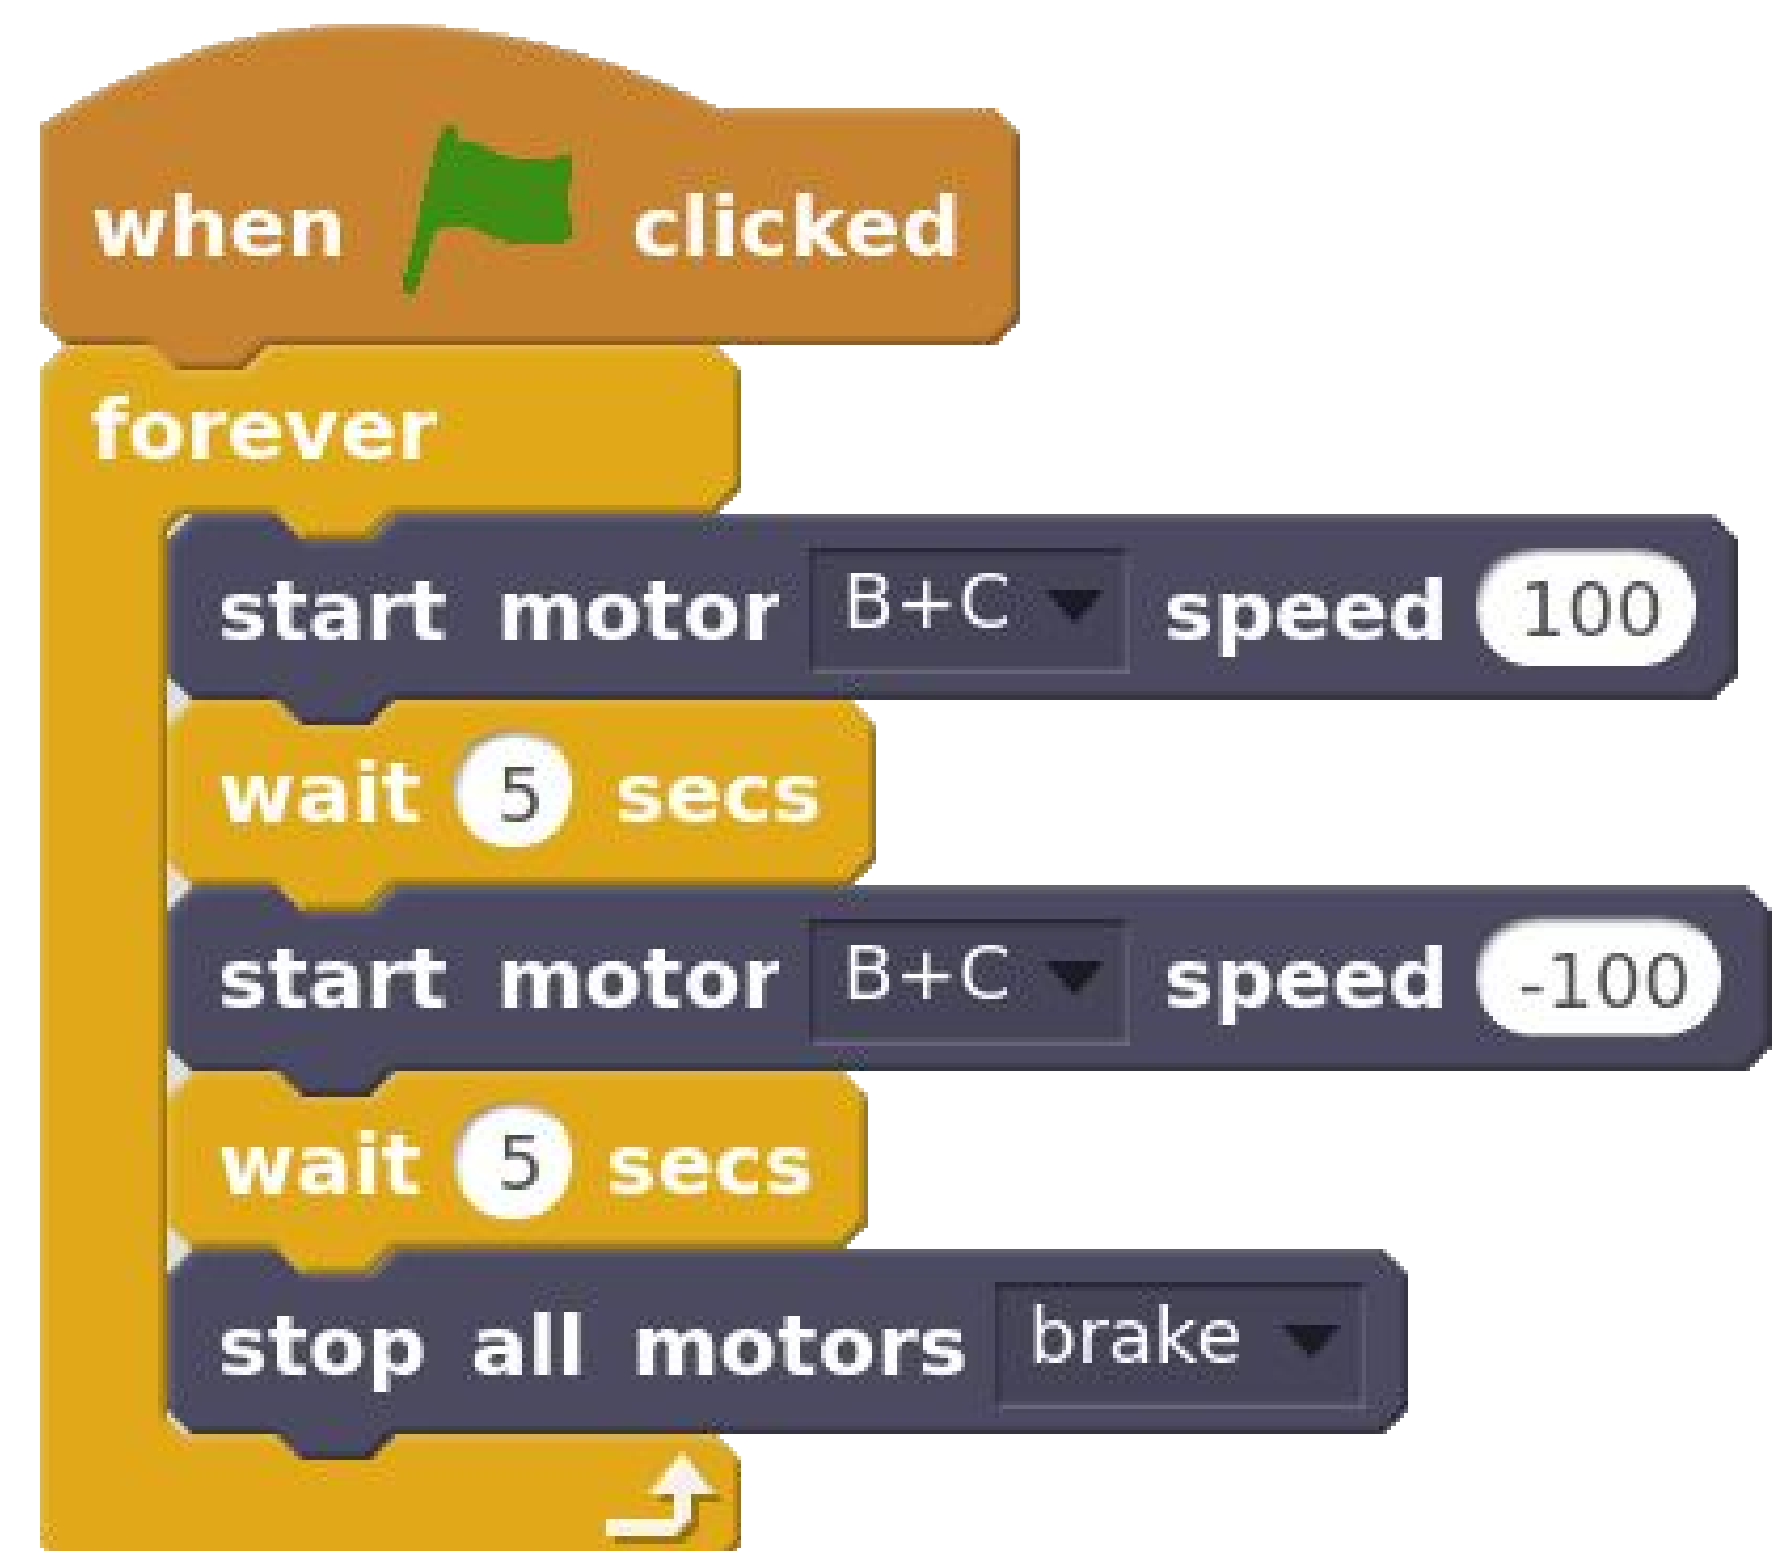 when clicked
forever
start motor B+C speed 100
wait 5 secs
start motor B+C speed -100
wait 5 secs
stop all motors brake